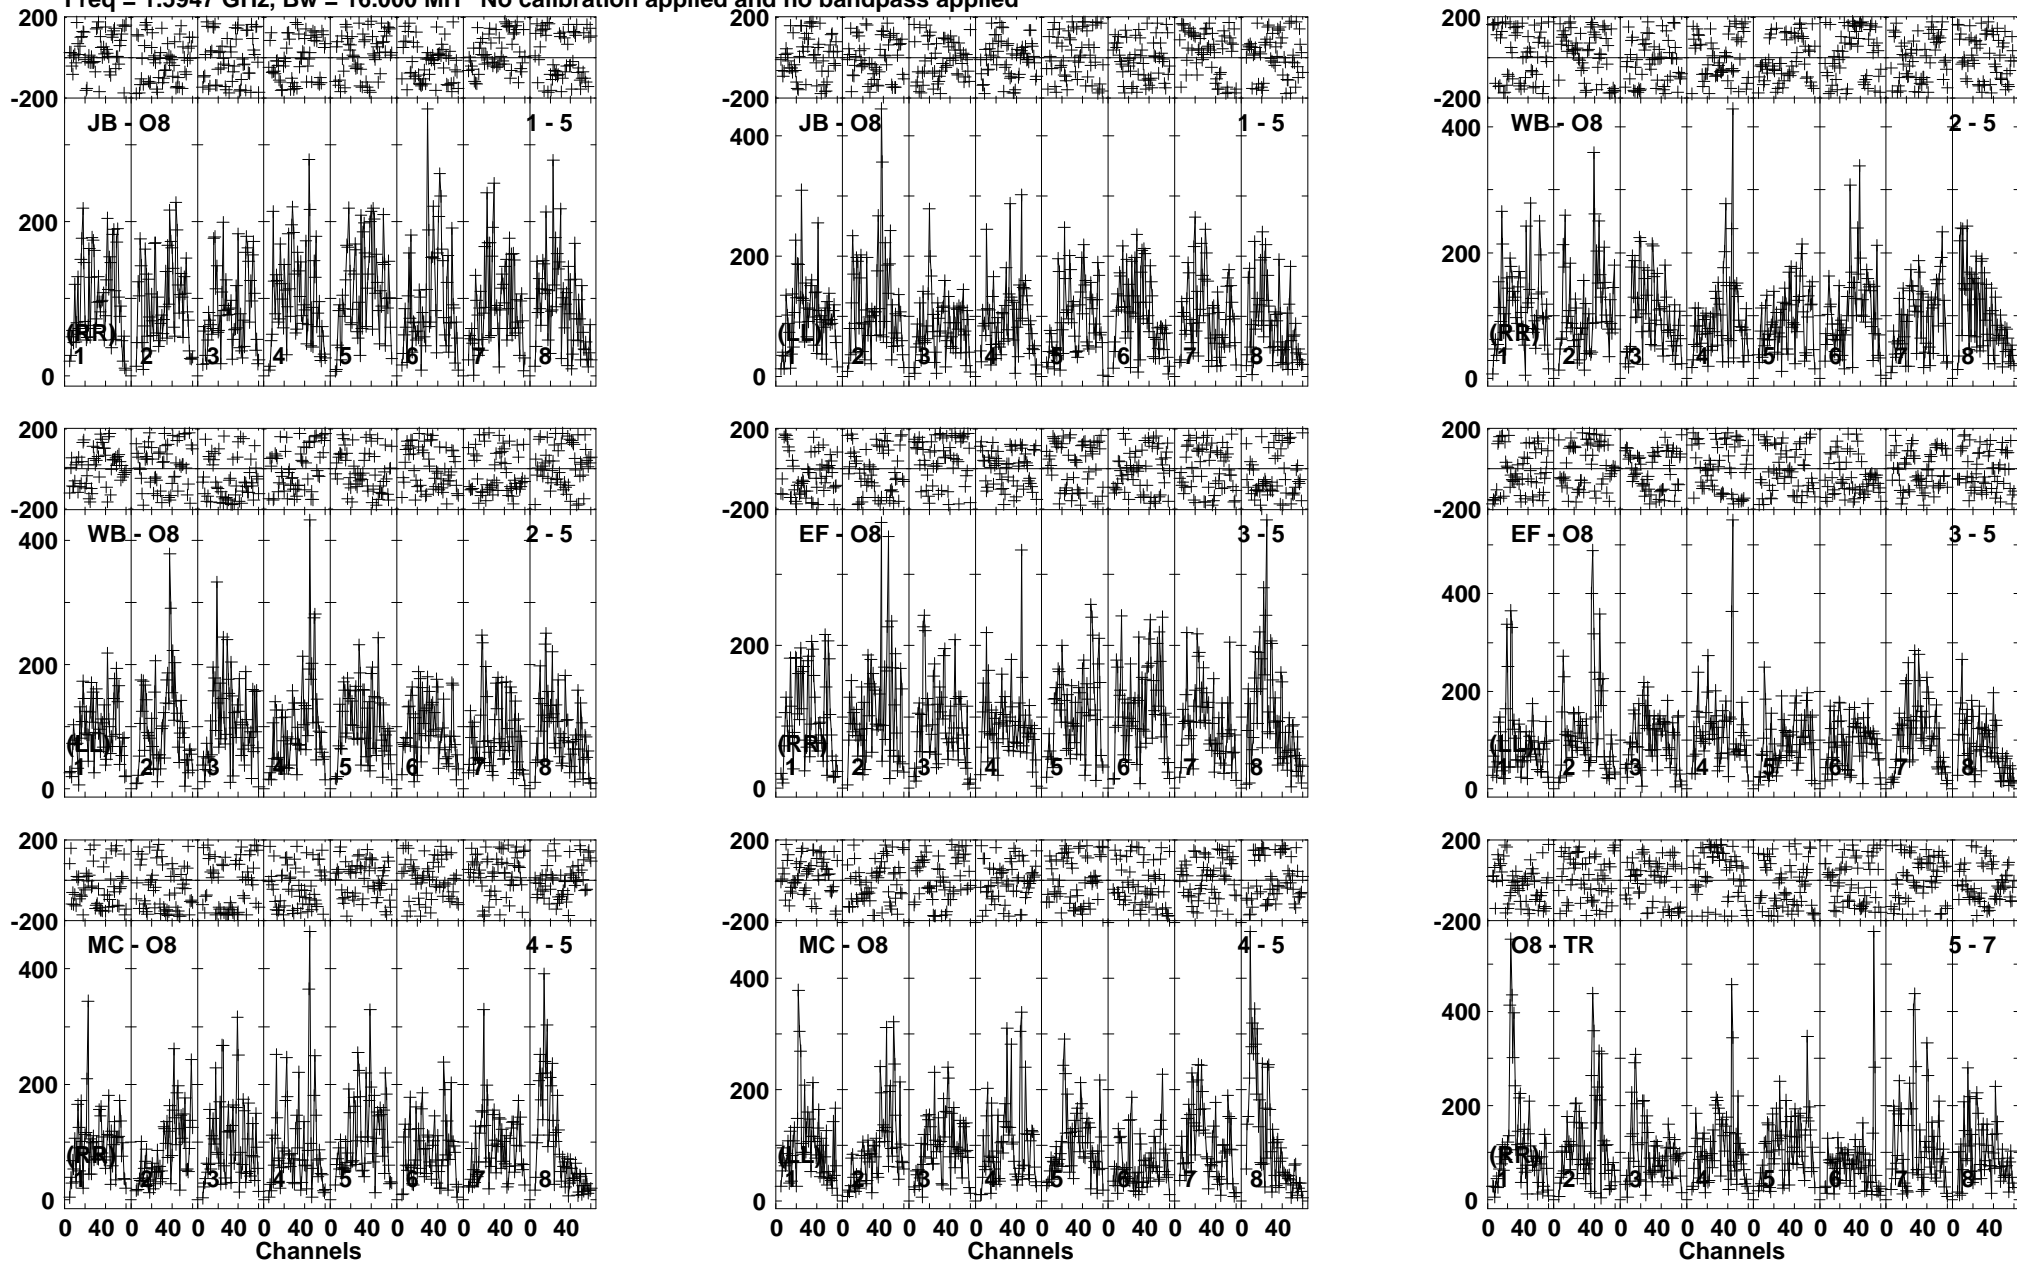 Freq = 1.5947 GHz, Bw = 16.000 MH No calibration applied and no bandpass applied
200 200 200
-200 -200 -200
JB - O8 1 - 5 JB - O8 1 - 5 WB - O8 2 - 5
400 400
200 200 200
(RR) (LL) (RR)
1 2 3 4 5 6 7 8 1 2 3 4 5 6 7 8 1 2 3 4 5 6 7 8
0 0 0
200 200 200
-200 -200 -200
WB - O8 2 - 5 EF - O8 3 - 5 EF - O8 3 - 5
400 400
200 200 200
(LL) (RR) (LL)
1 2 3 4 5 6 7 8 1 2 3 4 5 6 7 8 1 2 3 4 5 6 7 8
0 0 0
200 200 200
-200 -200 -200
MC - O8 4 - 5 MC - O8 4 - 5 O8 - TR 5 - 7
400 400 400
200 200 200
(RR) (LL) (RR)
1 2 3 4 5 6 7 8 1 2 3 4 5 6 7 8 1 2 3 4 5 6 7 8
0 0 0
0 40 0 40 0 40 0 40 0 40 0 40 0 40 0 40 0 40 0 40 0 40 0 40 0 40 0 40 0 40 0 40 0 40 0 40 0 40 0 40 0 40 0 40 0 40 0 40
Channels Channels